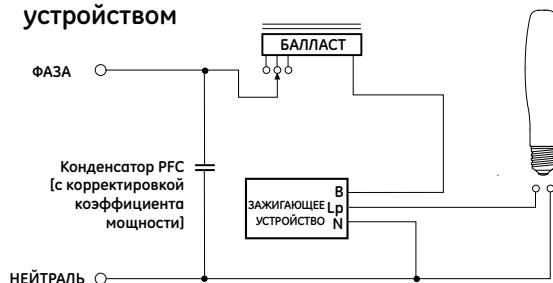 устройством
БАЛЛАСТ
ФАЗА
Конденсатор PFC
[с корректировкой
коэффициента
мощности]
B
ЗАЖИГАЮЩЕЕ Lp
УСТРОЙСТВО N
НЕЙТРАЛЬ